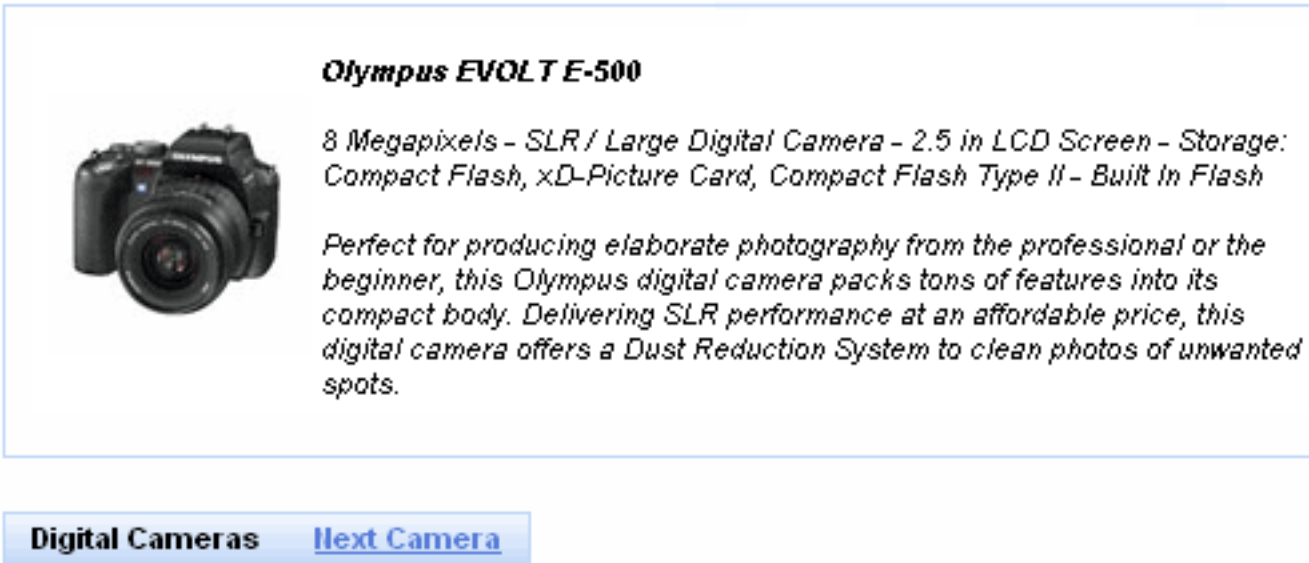 Olympus EVOLT E-500
8 Megapixels - SLR / Large Digital Camera - 2.5 in LCD Screen - Storage:
Compact Flash, xD-Picture Card, Compact Flash Type II - Built In Flash
Perfect for producing elaborate photography from the professional or the
beginner, this Olympus digital camera packs tons of features into its
compact body. Delivering SLR performance at an affordable price, this
digital camera offers a Dust Reduction System to clean photos of unwanted
spots.
OLYMPUS
Digital Cameras Next Camera